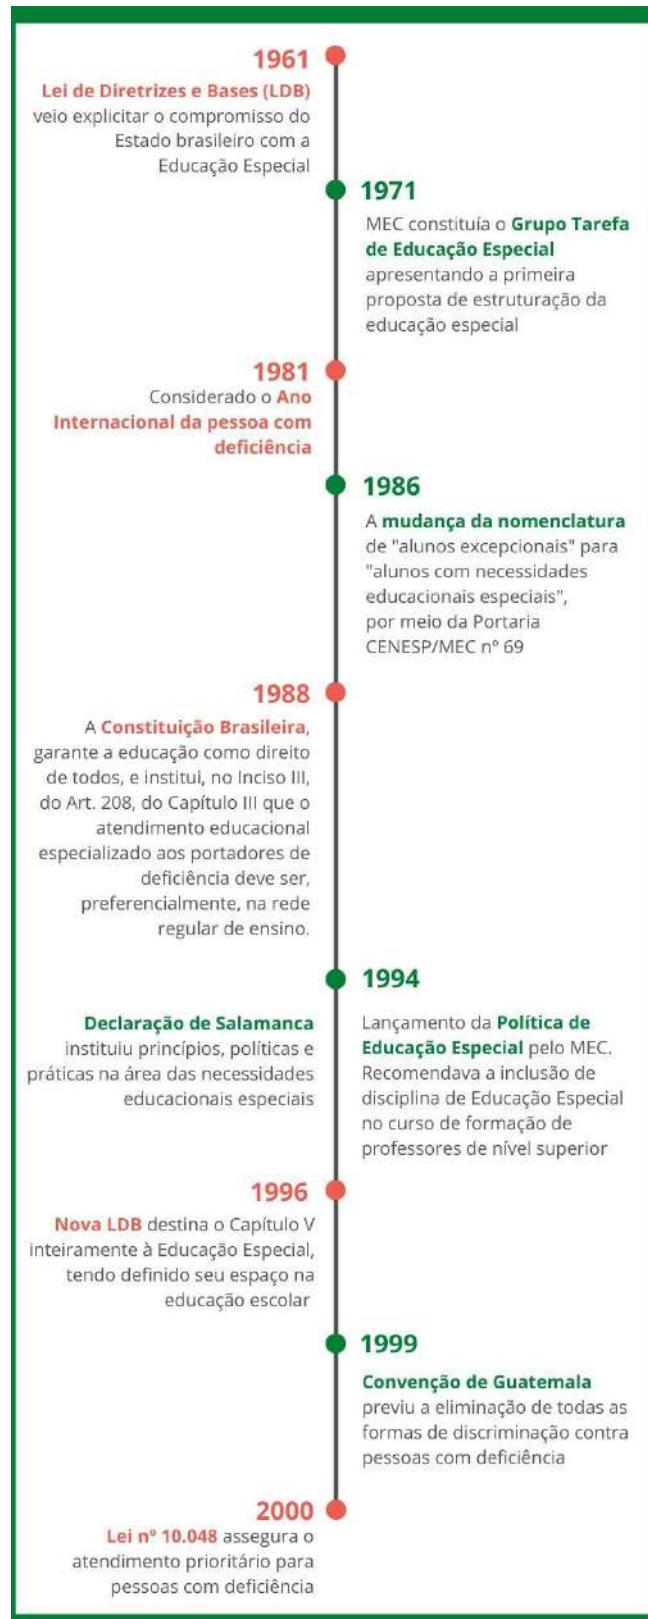 1961
Lei de Diretrizes e Bases (LDB)
veio explicitar o compromisso do
Estado brasileiro com a
Educação Especial
1971
MEC constituía o Grupo Tarefa
de Educação Especial
apresentando a primeira
proposta de estruturação da
educação especial
1981
Considerado o Ano
Internacional da pessoa com
deficiência
1986
A mudança da nomenclatura
de "alunos excepcionais" para
"alunos com necessidades
educacionais especiais",
por meio da Portaria
CENESP/MEC nº 69
1988
A Constituição Brasileira,
garante a educação como direito
de todos, e institui, no Inciso III,
do Art. 208, do Capítulo III que o
atendimento educacional
especializado aos portadores de
deficiência deve ser,
preferencialmente, na rede
regular de ensino.
1994
Declaração de Salamanca
instituiu princípios, políticas e
práticas na área das necessidades
educacionais especiais
Lançamento da Política de
Educação Especial pelo MEC.
Recomendava a inclusão de
disciplina de Educação Especial
no curso de formação de
professores de nível superior
1996
Nova LDB destina o Capítulo V
inteiramente à Educação Especial,
tendo definido seu espaço na
educação escolar
1999
Convenção de Guatemala
previu a eliminação de todas as
formas de discriminação contra
pessoas com deficiência
2000
Lei nº 10.048 assegura o
atendimento prioritário para
pessoas com deficiência